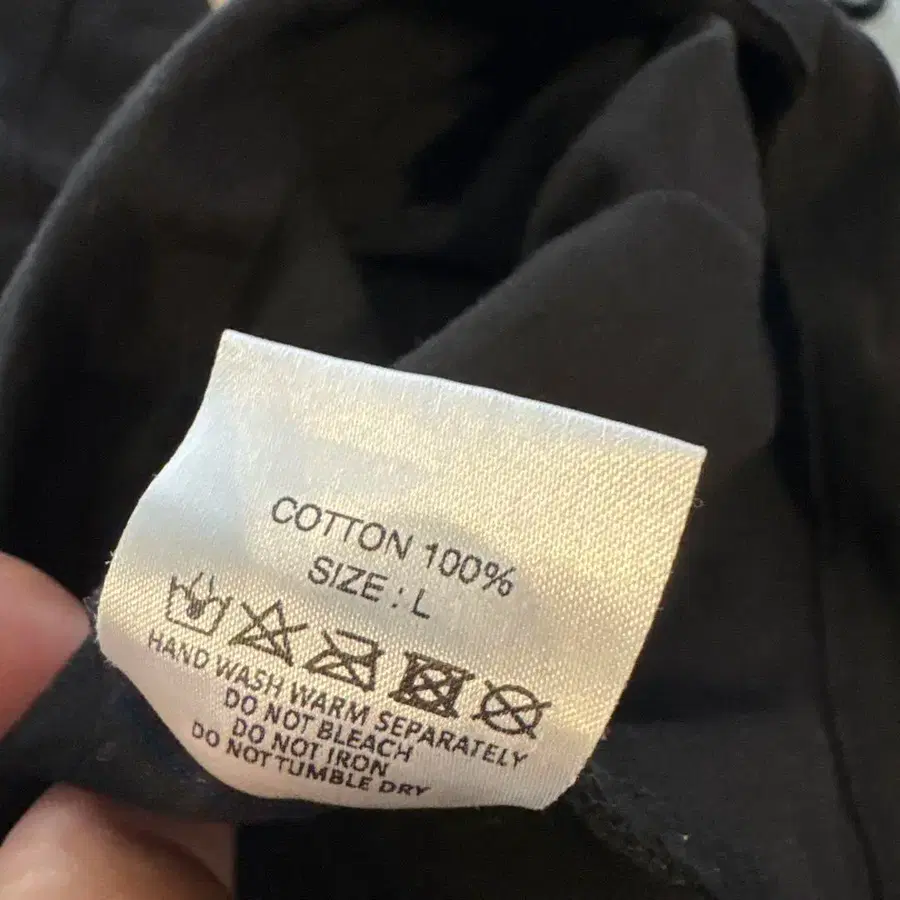 COTTON 100%
SIZE : L
HAND WASH WARM SEPARATELY
DO NOT BLEACH
DO NOT IRON
DO NOT TUMBLE DRY